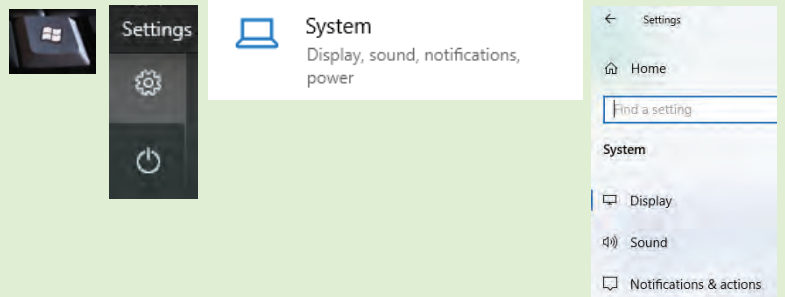 Settings
System
Display, sound, notifications,
power
Settings
Home
Find a setting
System
Display
Sound
Notifications & actions